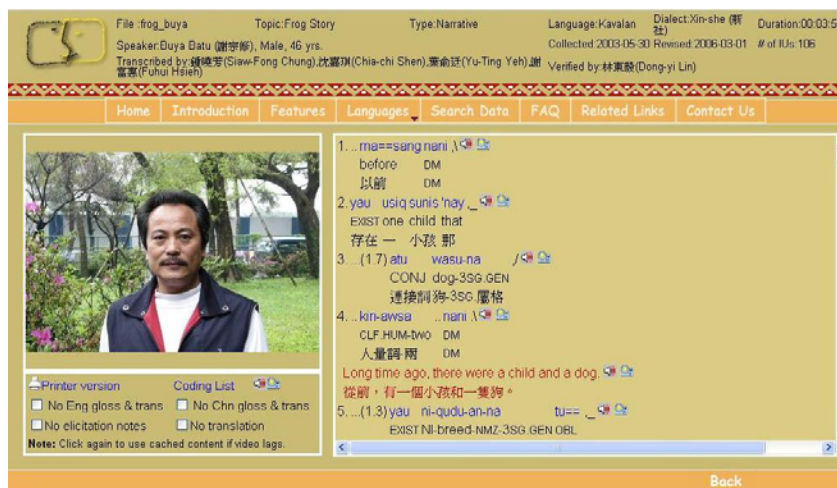 File :frog_buya Topic:Frog Story Type:Narrative Language:Kavalan Dialect:Xin-she (新社) Duration:00:03:5
Speaker:Buya Batu (謝宗修), Male, 46 yrs. Collected:2003-05-30 Revised:2006-03-01 # of IUs:106
Transcribed by:鍾曉芳(Siaw-Fong Chung),沈嘉琪(Chia-chi Shen),葉俞廷(Yu-Ting Yeh),謝富惠(Fuhui Hsieh) Verified by:林東毅(Dong-yi Lin)
Home Introduction Features Languages Search Data FAQ Related Links Contact Us
1. .. ma==sang nani ,\
before DM
以前 DM
2. yau usiq sunis 'nay ,_
EXIST one child that
存在 一 小孩 那
3. ...(1.7) atu wasu-na /
CONJ dog-3SG.GEN
連接詞 狗-3SG.屬格
4. .. kin-awsa ..nani .\
CLF.HUM-two DM
人量詞-兩 DM
Long time ago, there were a child and a dog.
從前，有一個小孩和一隻狗。
5. ...(1.3) yau ni-qudu-an-na tu== ,_
EXIST NI-breed-NMZ-3SG.GEN OBL
Printer version Coding List
No Eng gloss & trans No Chn gloss & trans
No elicitation notes No translation
Note: Click again to use cached content if video lags.
Back